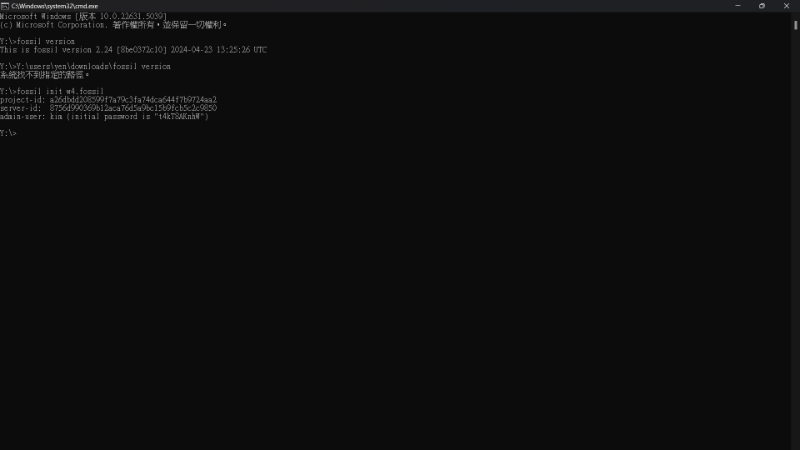 C:\Windows\system32\cmd.exe
Microsoft Windows [版本 10.0.22631.5039]
(c) Microsoft Corporation. 著作權所有，並保留一切權利。
Y:\>fossil version
This is fossil version 2.24 [8be0372c10] 2024-04-23 13:25:26 UTC
Y:\>Y:\users\yen\downloads\fossil version
系統找不到指定的路徑。
Y:\>fossil init w4.fossil
project-id: a26dbdd208599f7a79c3fa74dca644f7b9724aa2
server-id:  8756d990369b12aca76d5a9bc15b9fcb5c2c9850
admin-user: kim (initial password is "t4kT8AKnhW")
Y:\>